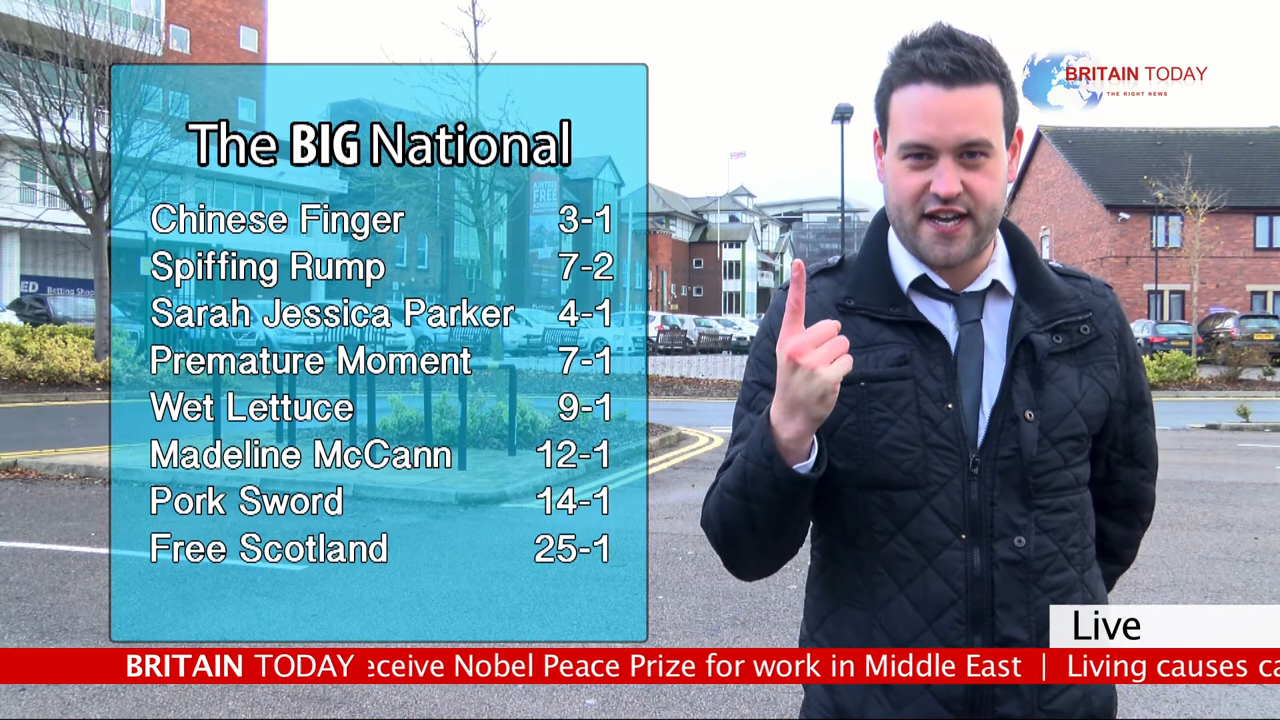 BRITAIN TODAY
THE RIGHT NEWS
The BIG National
Chinese Finger 3-1
Spiffing Rump 7-2
Sarah Jessica Parker 4-1
Premature Moment 7-1
Wet Lettuce 9-1
Madeline McCann 12-1
Pork Sword 14-1
Free Scotland 25-1
AINTREE
FREE
ED Betting Shop
Live
BRITAIN TODAY eceive Nobel Peace Prize for work in Middle East | Living causes ca